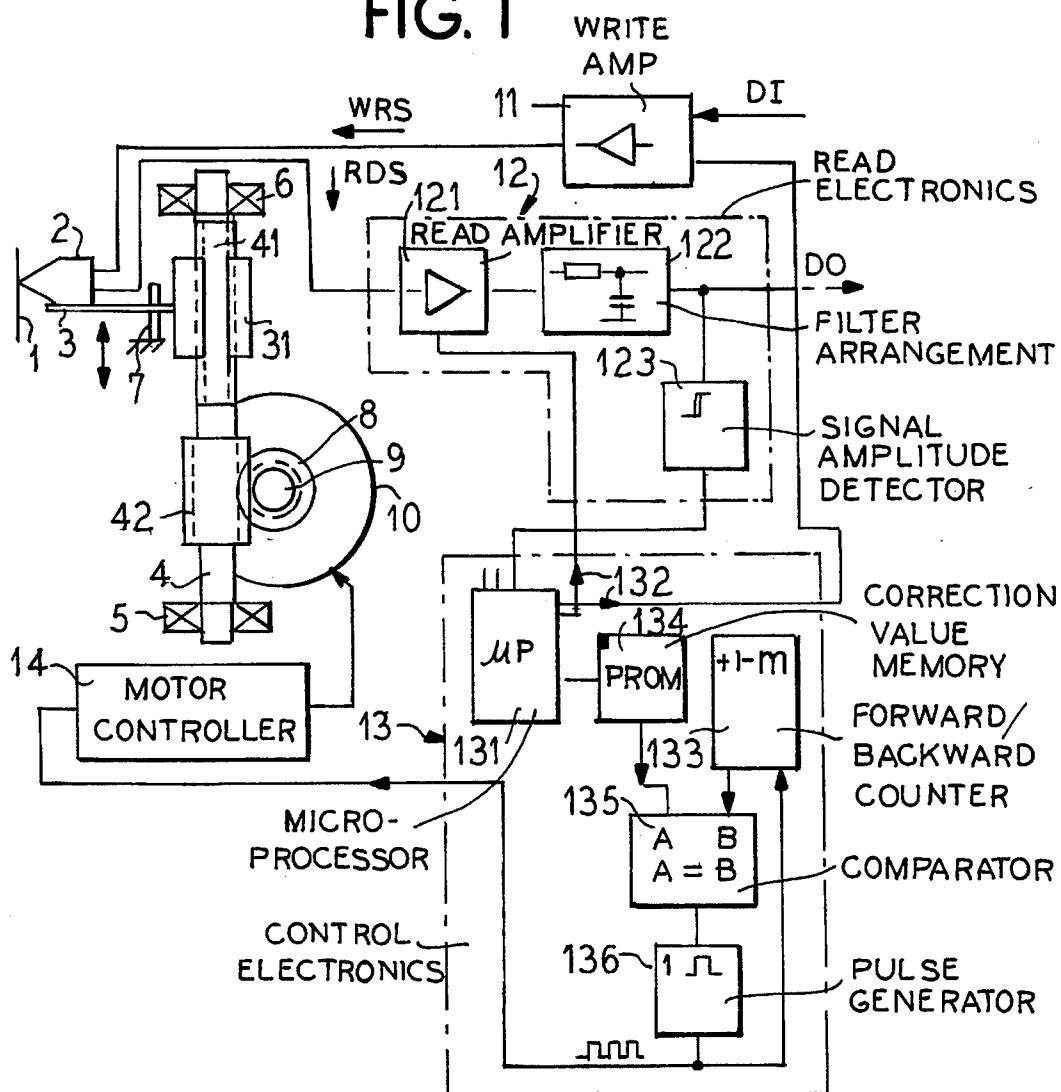 FIG. 1
WRITE
AMP
11
DI
WRS
RDS
READ
ELECTRONICS
12
121
6
READ AMPLIFIER
122
2
41
DO
1
3
7
31
FILTER
ARRANGEMENT
123
8
9
SIGNAL
AMPLITUDE
DETECTOR
42
10
4
132
5
CORRECTION
VALUE
MEMORY
134
μP
PROM
+1-m
14
MOTOR
CONTROLLER
13
131
133
FORWARD/
BACKWARD
COUNTER
135
MICRO-
PROCESSOR
A B
A = B
COMPARATOR
CONTROL
ELECTRONICS
136
1
PULSE
GENERATOR